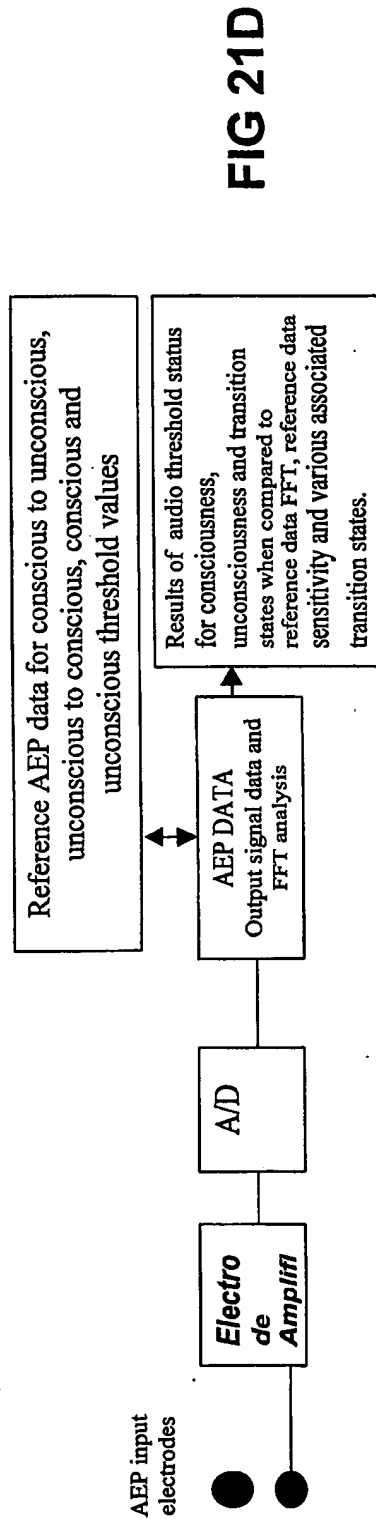 AEP input
electrodes
Electro
de
Amplifl
A/D
AEP DATA
Output signal data and
FFT analysis
Reference AEP data for conscious to unconscious,
unconscious to conscious, conscious and
unconscious threshold values
Results of audio threshold status
for consciousness,
unconsciousness and transition
states when compared to
reference data FFT, reference data
sensitivity and various associated
transition states.
FIG 21D